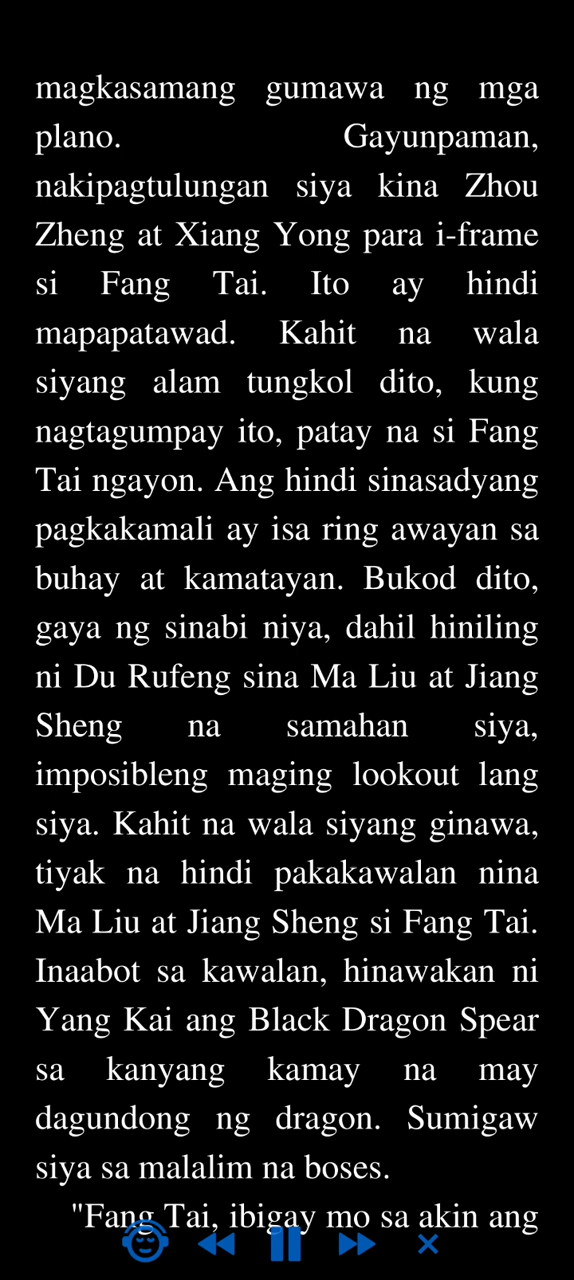 magkasamang gumawa ng mga
plano. Gayunpaman,
nakipagtulungan siya kina Zhou
Zheng at Xiang Yong para i-frame
si Fang Tai. Ito ay hindi
mapapatawad. Kahit na wala
siyang alam tungkol dito, kung
nagtagumpay ito, patay na si Fang
Tai ngayon. Ang hindi sinasadyang
pagkakamali ay isa ring awayan sa
buhay at kamatayan. Bukod dito,
gaya ng sinabi niya, dahil hiniling
ni Du Rufeng sina Ma Liu at Jiang
Sheng na samahan siya,
imposibleng maging lookout lang
siya. Kahit na wala siyang ginawa,
tiyak na hindi pakakawalan nina
Ma Liu at Jiang Sheng si Fang Tai.
Inaabot sa kawalan, hinawakan ni
Yang Kai ang Black Dragon Spear
sa kanyang kamay na may
dagundong ng dragon. Sumigaw
siya sa malalim na boses.
"Fang Tai, ibigay mo sa akin ang